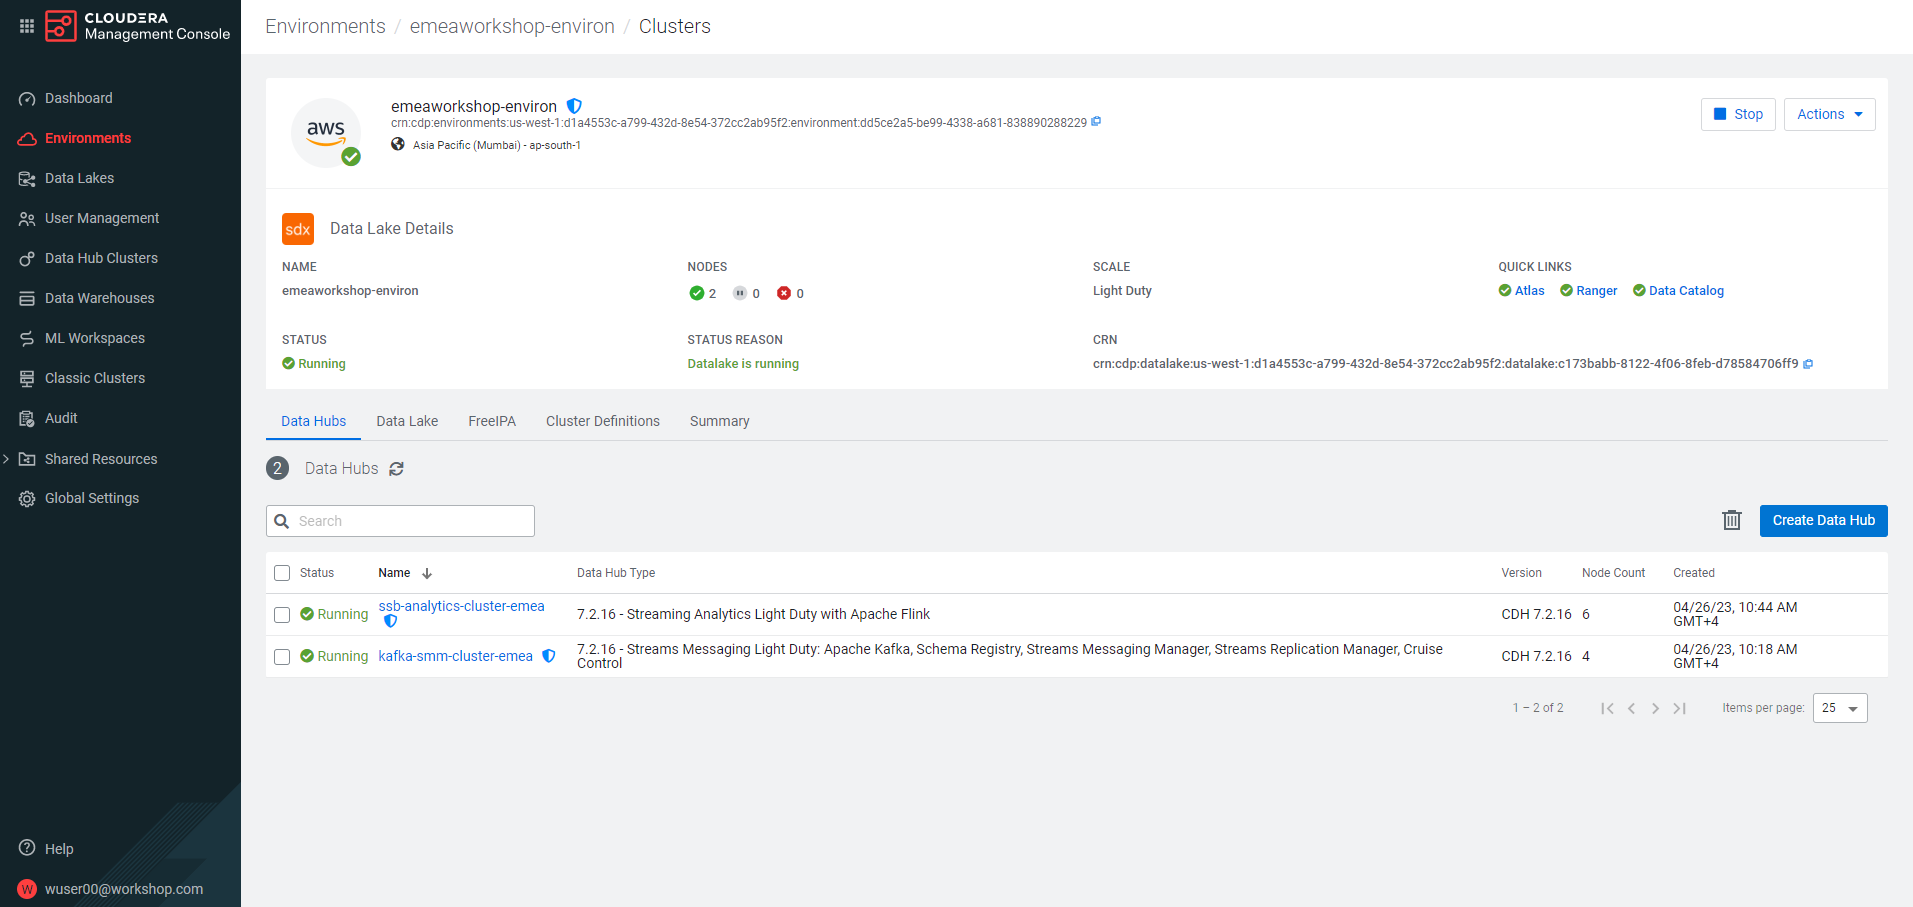 CLOUDERA
Management Console
Environments / emeaworkshop-environ / Clusters
Dashboard
Environments
Data Lakes
User Management
Data Hub Clusters
Data Warehouses
ML Workspaces
Classic Clusters
Audit
Shared Resources
Global Settings
Help
W wuser00@workshop.com
aws
emeaworkshop-environ
crn:cdp:environments:us-west-1:d1a4553c-a799-432d-8e54-372cc2ab95f2:environment:dd5ce2a5-be99-4338-a681-838890288229
Asia Pacific (Mumbai) - ap-south-1
Stop
Actions
sdx Data Lake Details
NAME
emeaworkshop-environ
NODES
2 0 0
SCALE
Light Duty
QUICK LINKS
Atlas Ranger Data Catalog
STATUS
Running
STATUS REASON
Datalake is running
CRN
crn:cdp:datalake:us-west-1:d1a4553c-a799-432d-8e54-372cc2ab95f2:datalake:c173babb-8122-4f06-8feb-d78584706ff9
Data Hubs Data Lake FreeIPA Cluster Definitions Summary
2 Data Hubs
Search
Create Data Hub
Status Name Data Hub Type Version Node Count Created
Running ssb-analytics-cluster-emea 7.2.16 - Streaming Analytics Light Duty with Apache Flink CDH 7.2.16 6 04/26/23, 10:44 AM
GMT+4
Running kafka-smm-cluster-emea 7.2.16 - Streams Messaging Light Duty: Apache Kafka, Schema Registry, Streams Messaging Manager, Streams Replication Manager, Cruise
Control CDH 7.2.16 4 04/26/23, 10:18 AM
GMT+4
1 – 2 of 2 Items per page: 25